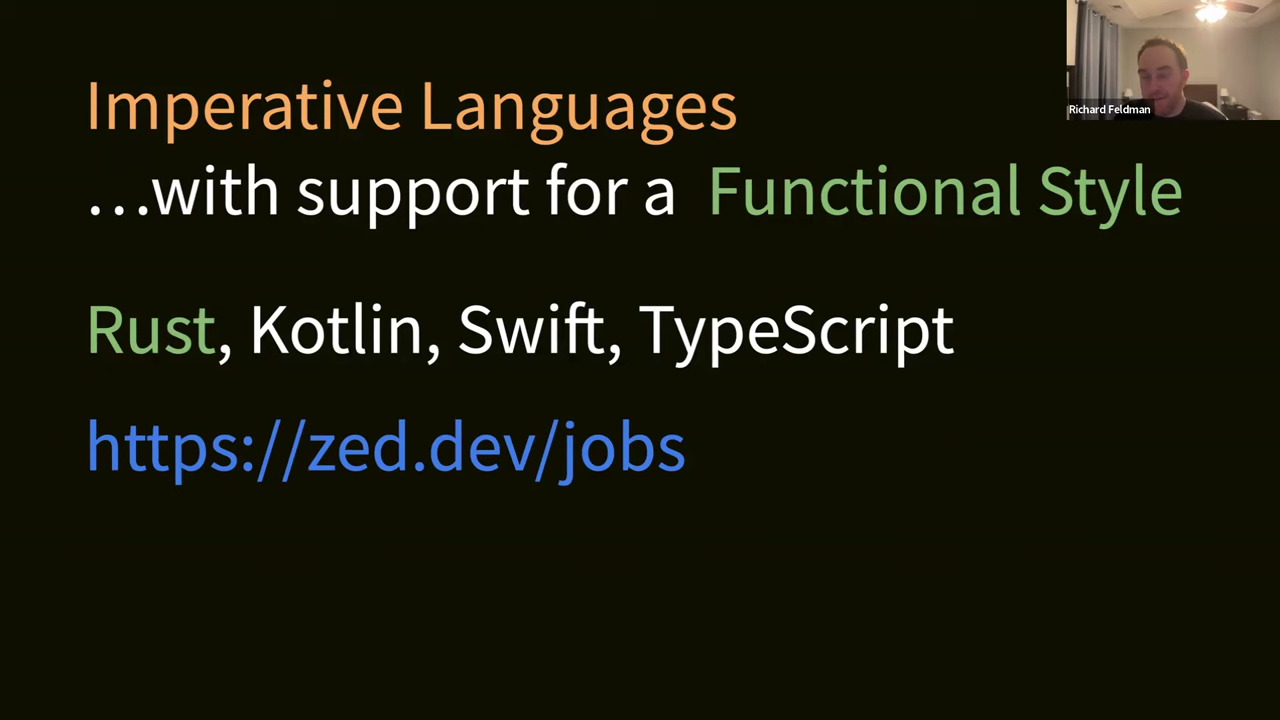 Imperative Languages
…with support for a Functional Style
Rust, Kotlin, Swift, TypeScript
https://zed.dev/jobs
Richard Feldman